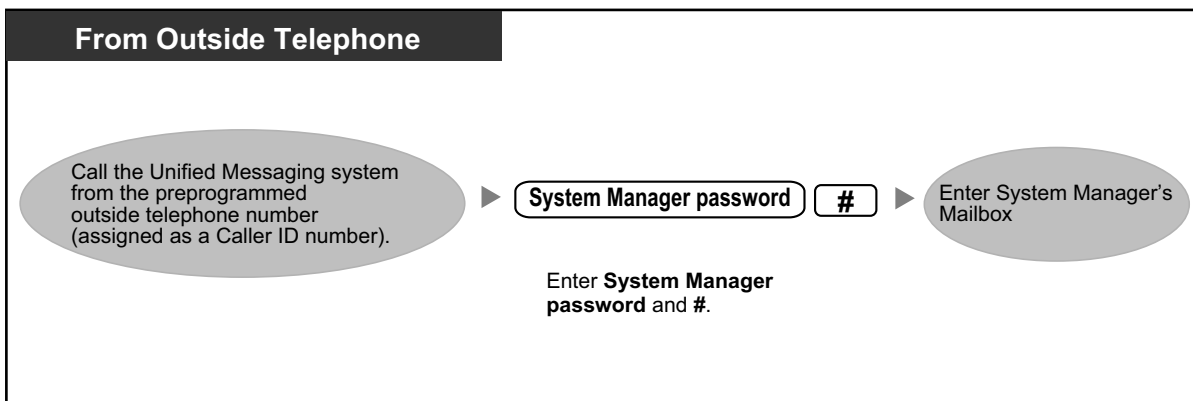 From Outside Telephone
Call the Unified Messaging system
from the preprogrammed
outside telephone number
(assigned as a Caller ID number).
System Manager password #
Enter System Manager
password and #.
Enter System Manager’s
Mailbox